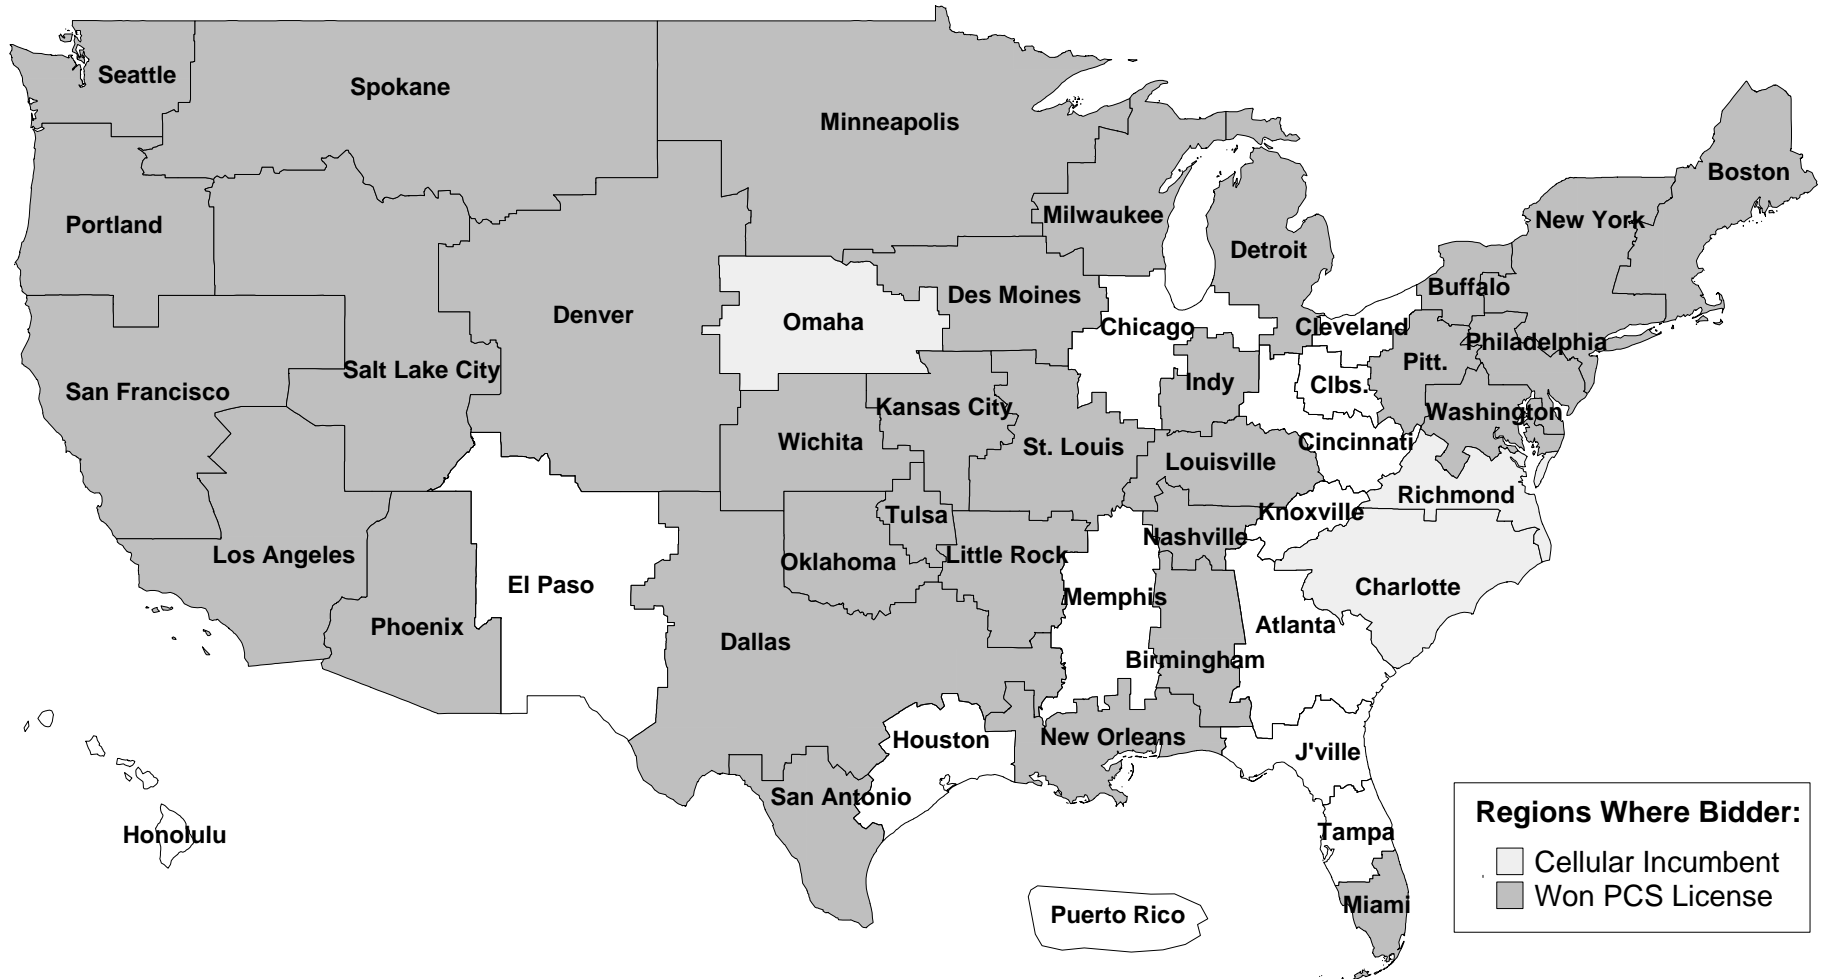 Seattle
Spokane
Minneapolis
Boston
Portland
Milwaukee
New York
Detroit
Buffalo
Des Moines
Denver
Omaha
Chicago
Cleveland
Philadelphia
Pitt.
Salt Lake City
San Francisco
Indy
Clbs.
Kansas City
Washington
Wichita
St. Louis
Cincinnati
Louisville
Richmond
Tulsa
Knoxville
Nashville
Los Angeles
Oklahoma
Little Rock
El Paso
Memphis
Charlotte
Phoenix
Dallas
Atlanta
Birmingham
Houston
New Orleans
J'ville
San Antonio
Honolulu
Tampa
Miami
Puerto Rico
Regions Where Bidder:
Cellular Incumbent
Won PCS License